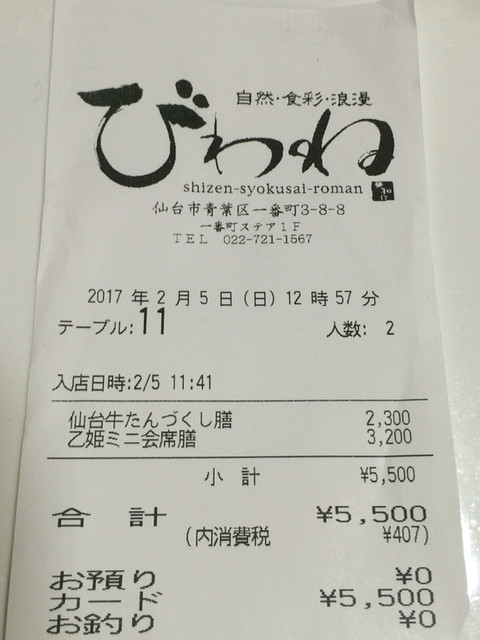 自然・食彩・浪漫
びわね
shizen-syokusai-roman
仙台市青葉区一番町3-8-8
一番町ステア1F
TEL 022-721-1567
2017 年 2 月 5 日 (日) 12 時 57 分
テーブル: 11 人数: 2
入店日時:2/5 11:41
仙台牛たんづくし膳 2,300
乙姫ミニ会席膳 3,200
小 計 ¥5,500
合 計 ¥5,500
(内消費税 ¥407)
お預り ¥0
カード ¥5,500
お釣り ¥0